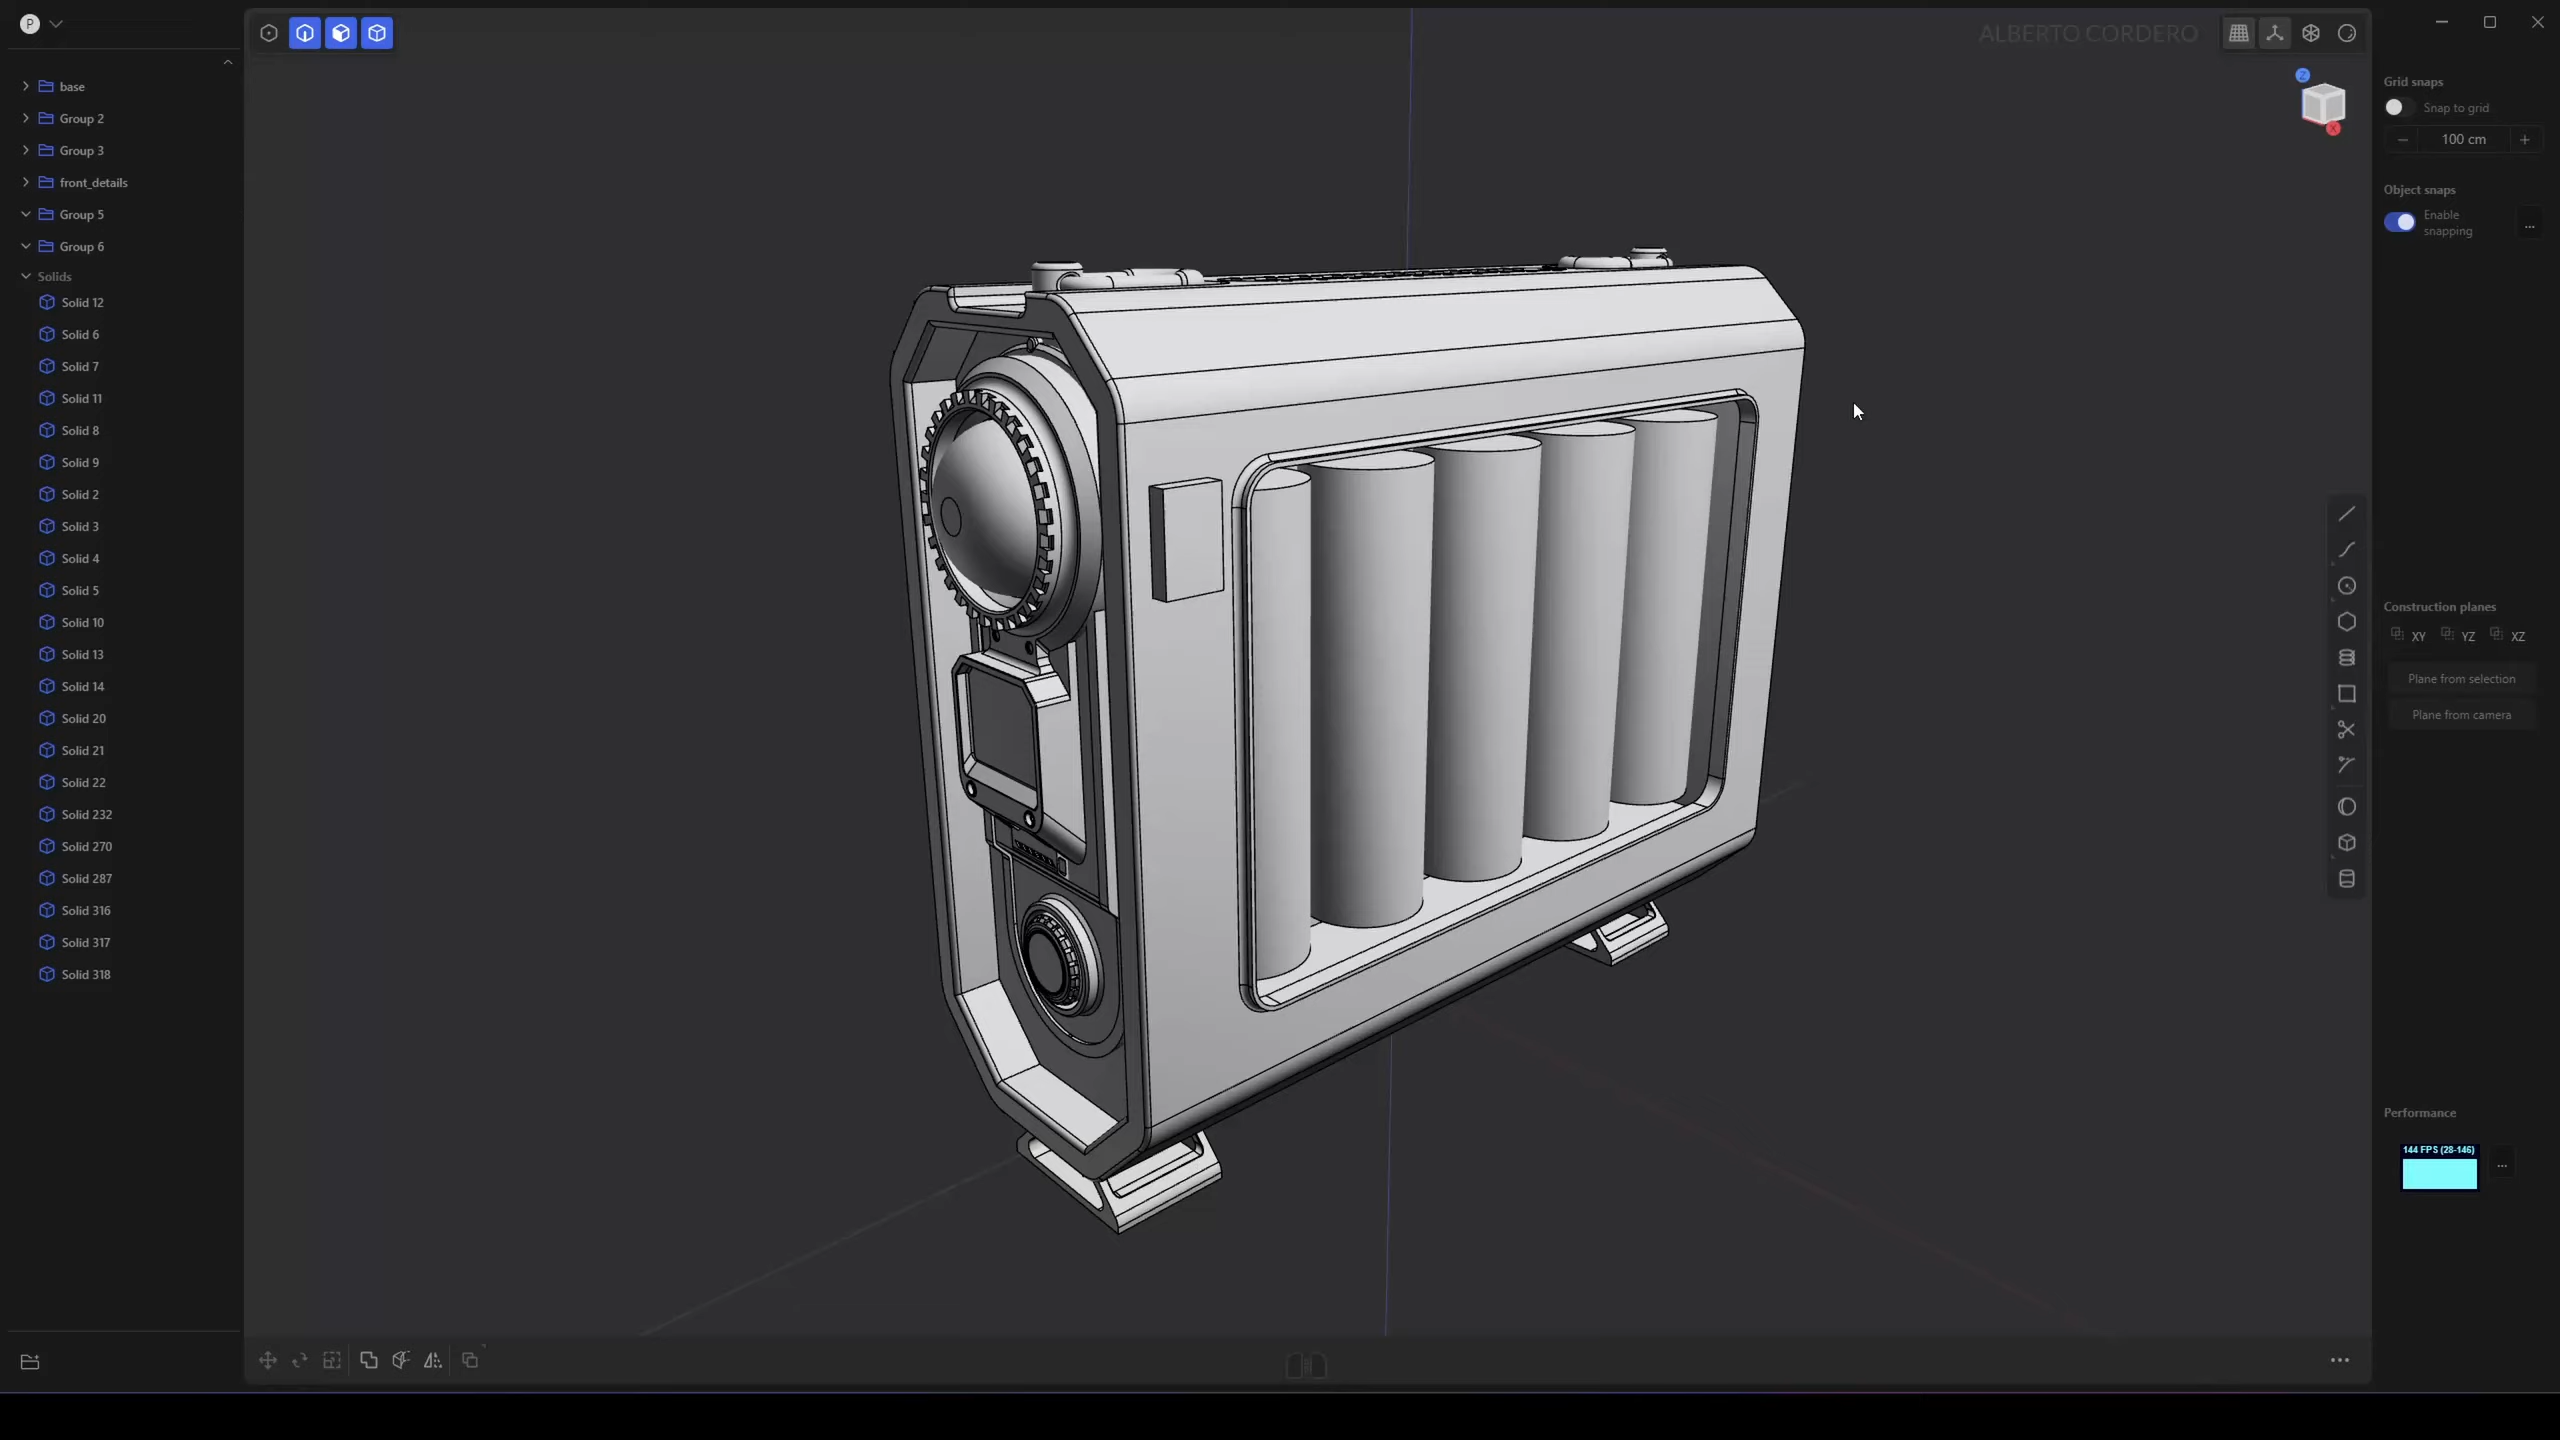 P
base
Group 2
Group 3
front_details
Group 5
Group 6
Solids
Solid 12
Solid 6
Solid 7
Solid 11
Solid 8
Solid 9
Solid 2
Solid 3
Solid 4
Solid 5
Solid 10
Solid 13
Solid 14
Solid 20
Solid 21
Solid 22
Solid 232
Solid 270
Solid 287
Solid 316
Solid 317
Solid 318
ALBERTO CORDERO
Z
X
Grid snaps
Snap to grid
100 cm
Object snaps
Enable
snapping
Construction planes
XY YZ XZ
Plane from selection
Plane from camera
Performance
144 FPS (28-146)